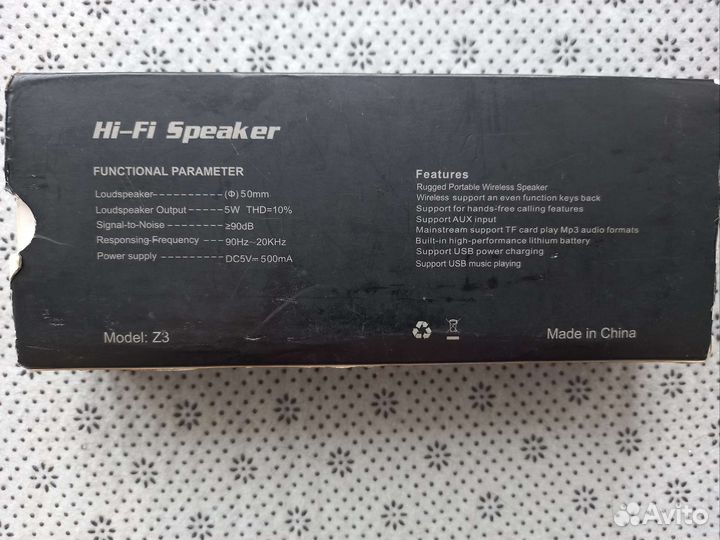 Hi-Fi Speaker
FUNCTIONAL PARAMETER
Loudspeaker----------------(Φ) 50mm
Loudspeaker Output -----5W THD=10%
Signal-to-Noise------------≥90dB
Responsing-Frequency----90Hz~20KHz
Power supply --------------DC5V⎓500mA
Features
Rugged Portable Wireless Speaker
Wireless support an even function keys back
Support for hands-free calling features
Support AUX input
Mainstream support TF card play Mp3 audio formats
Built-in high-performance lithium battery
Support USB power charging
Support USB music playing
Model: Z3
Made in China
Avito